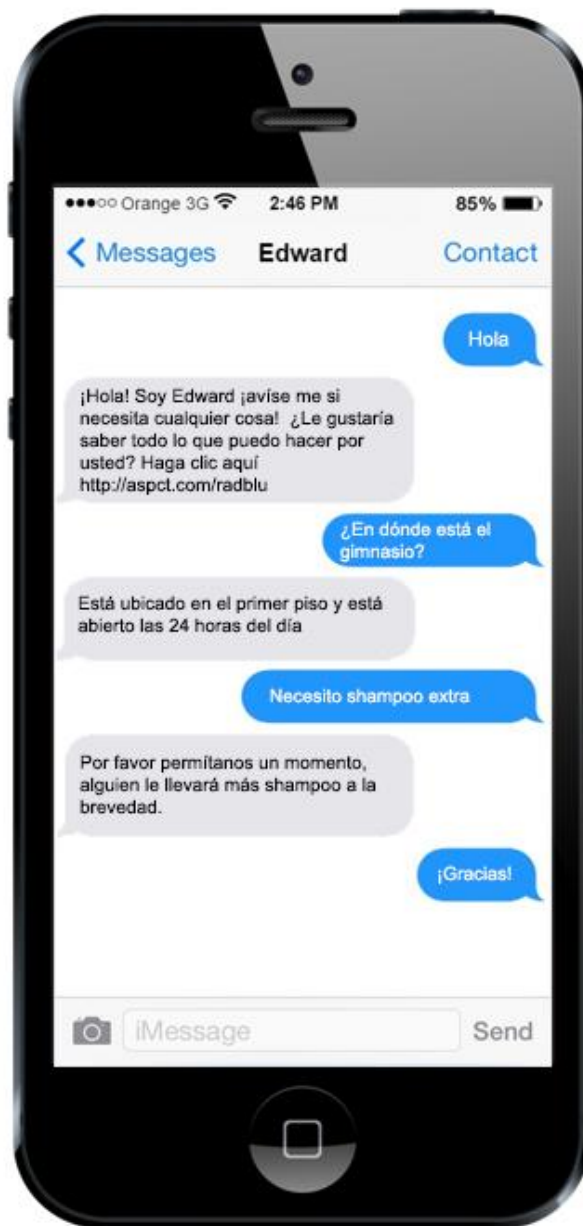 Orange 3G 2:46 PM 85%
Messages Edward Contact
Hola
¡Hola! Soy Edward ¡avíse me si
necesita cualquier cosa! ¿Le gustaría
saber todo lo que puedo hacer por
usted? Haga clic aquí
http://aspct.com/radblu
¿En dónde está el
gimnasio?
Está ubicado en el primer piso y está
abierto las 24 horas del día
Necesito shampoo extra
Por favor permítanos un momento,
alguien le llevará más shampoo a la
brevedad.
¡Gracias!
iMessage Send